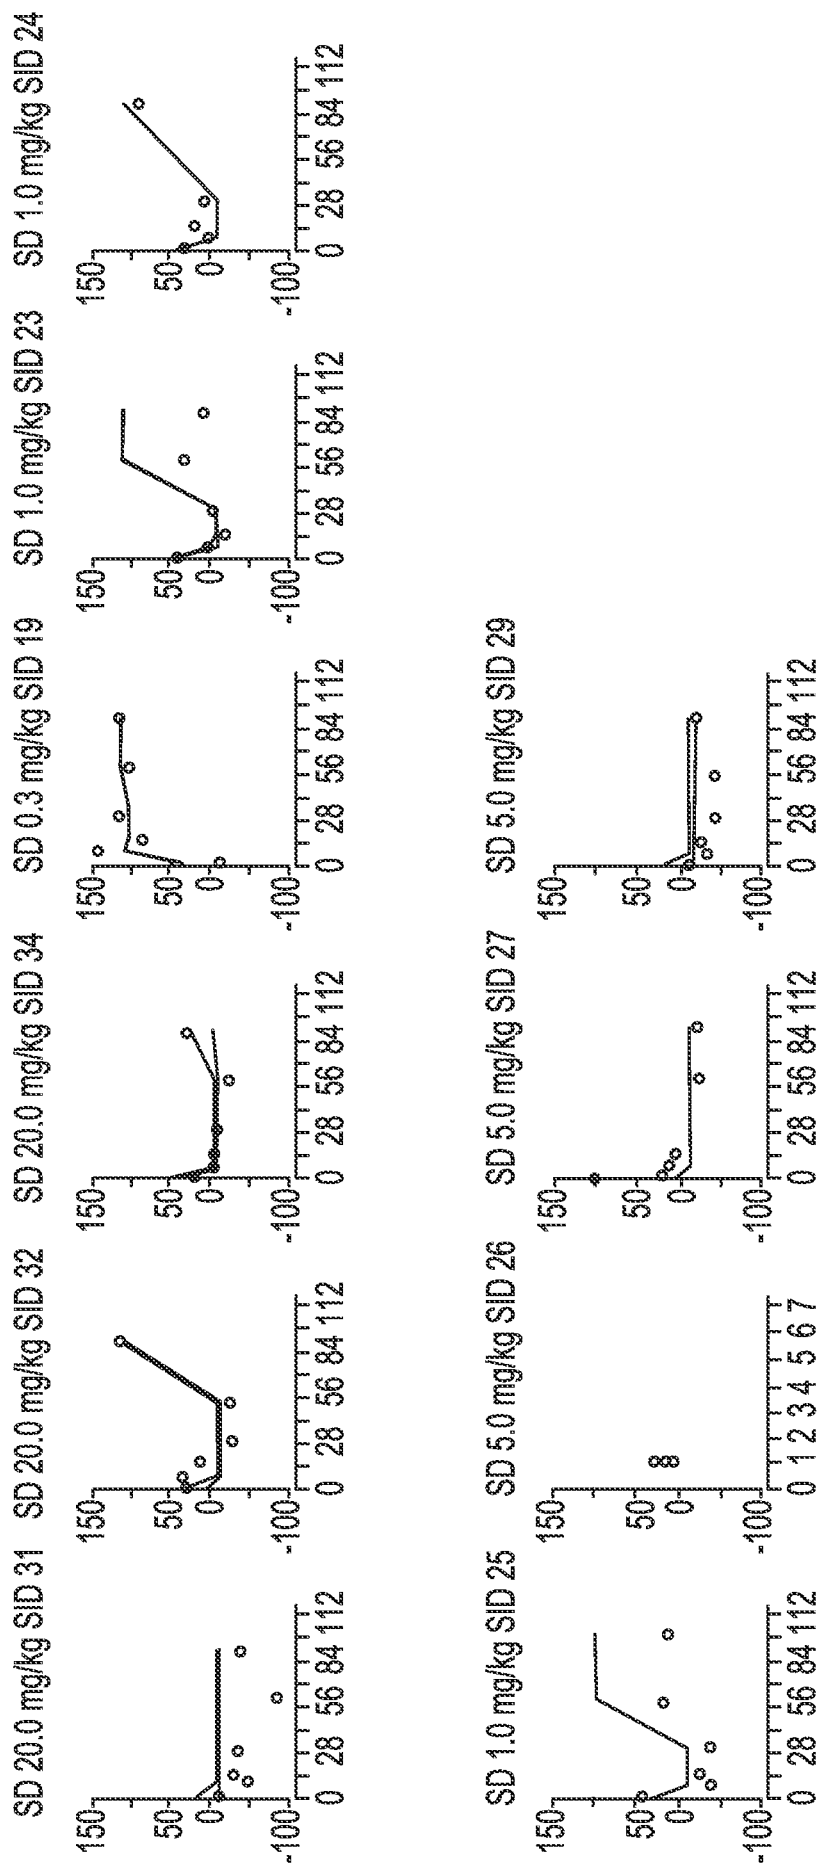 SD 20.0 mg/kg SID 31
150
50
0
-100
0 28 56 84 112
SD 20.0 mg/kg SID 32
150
50
0
-100
0 28 56 84 112
SD 20.0 mg/kg SID 34
150
50
0
-100
0 28 56 84 112
SD 0.3 mg/kg SID 19
150
50
0
-100
0 28 56 84 112
SD 1.0 mg/kg SID 23
150
50
0
-100
0 28 56 84 112
SD 1.0 mg/kg SID 24
150
50
0
-100
0 28 56 84 112
SD 1.0 mg/kg SID 25
150
50
0
-100
0 28 56 84 112
SD 5.0 mg/kg SID 26
150
50
0
-100
0 1 2 3 4 5 6 7
SD 5.0 mg/kg SID 27
150
50
0
-100
0 28 56 84 112
SD 5.0 mg/kg SID 29
150
50
0
-100
0 28 56 84 112